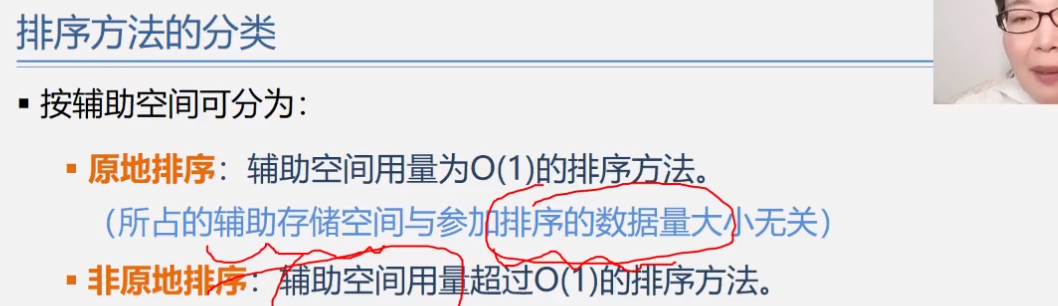 排序方法的分类
▪ 按辅助空间可分为：
▪ 原地排序：辅助空间用量为O(1)的排序方法。
（所占的辅助存储空间与参加排序的数据量大小无关）
▪ 非原地排序：辅助空间用量超过O(1)的排序方法。